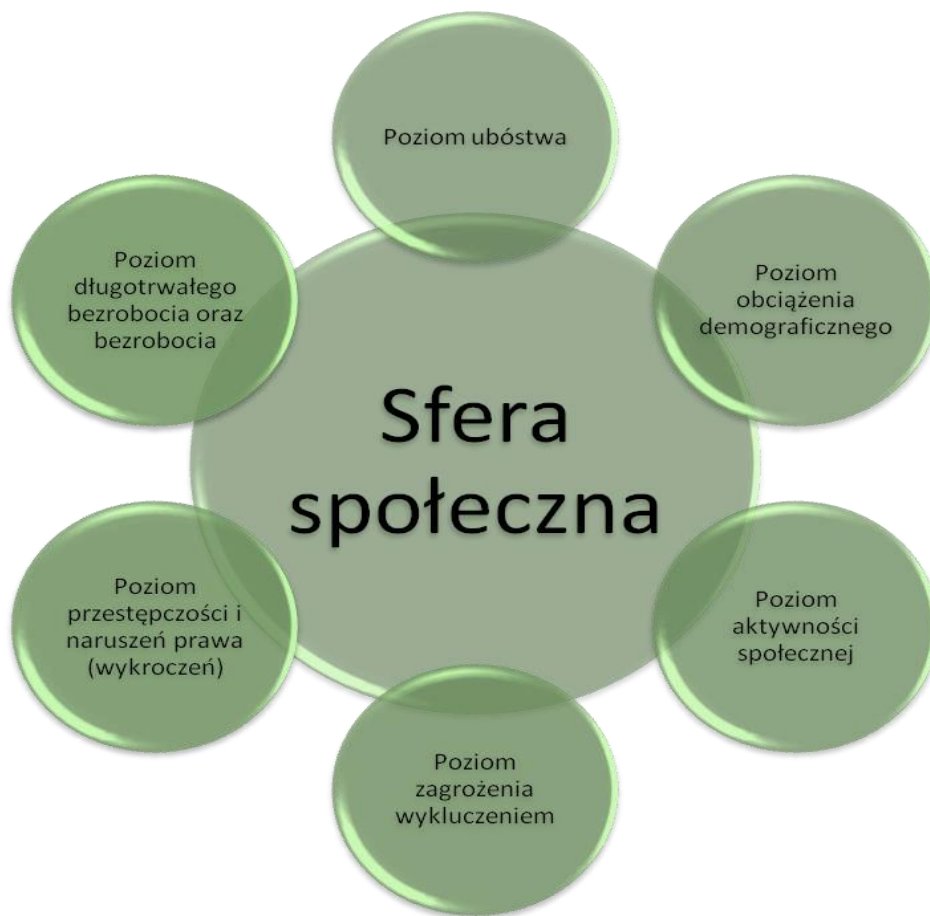 Poziom ubóstwa
Poziom
długotrwałego
bezrobocia oraz
bezrobocia
Poziom
obciążenia
demograficznego
Sfera
społeczna
Poziom
przestępczości i
naruszeń prawa
(wykroczeń)
Poziom
aktywności
społecznej
Poziom
zagrożenia
wykluczeniem